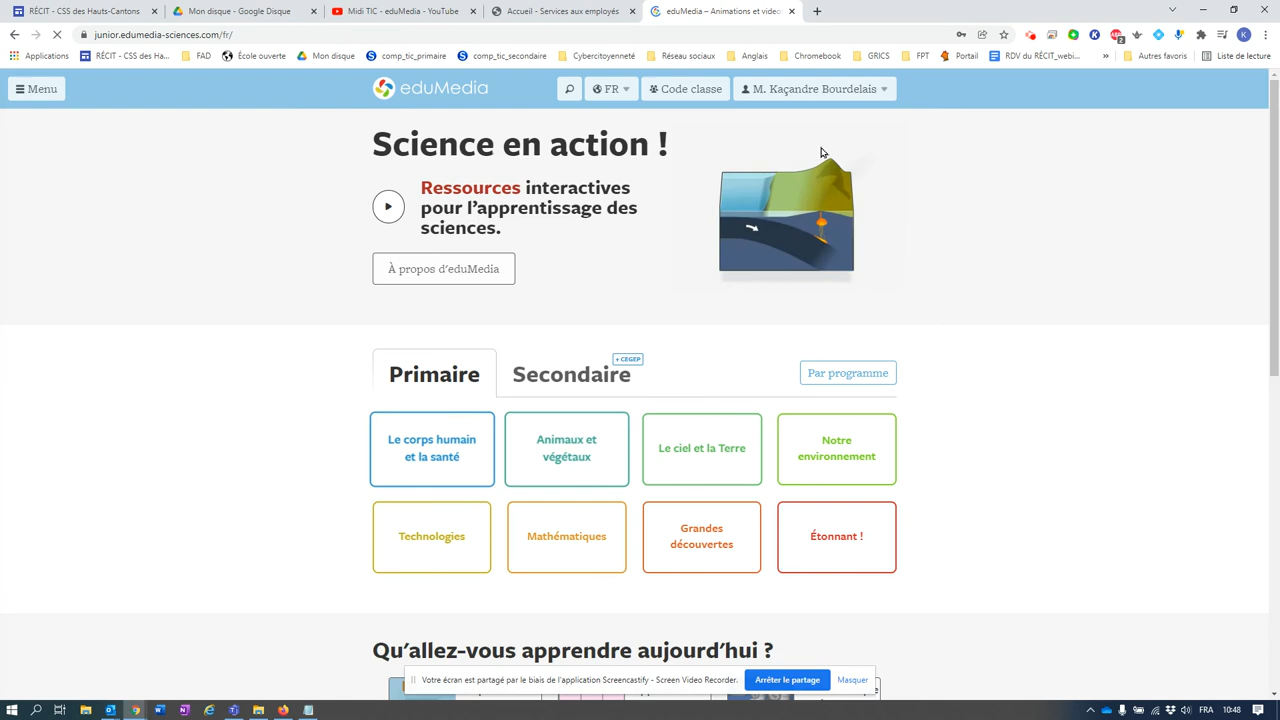 RÉCIT - CSS des Hauts-Cantons
Mon disque - Google Disque
Midi TIC - eduMedia - YouTube
Accueil - Services aux employés
eduMedia – Animations et video
junior.edumedia-sciences.com/fr/
Applications
RÉCIT - CSS des Ha...
FAD
École ouverte
Mon disque
comp_tic_primaire
comp_tic_secondaire
Cybercitoyenneté
Réseau sociaux
Anglais
Chromebook
GRICS
FPT
Portail
RDV du RÉCIT_webi...
»
Autres favoris
Liste de lecture
Menu
eduMedia
FR
Code classe
M. Kaçandre Bourdelais
Science en action !
Ressources interactives
pour l'apprentissage des
sciences.
À propos d'eduMedia
Primaire
Secondaire
+ CEGEP
Par programme
Le corps humain
et la santé
Animaux et
végétaux
Le ciel et la Terre
Notre
environnement
Technologies
Mathématiques
Grandes
découvertes
Étonnant !
Qu'allez-vous apprendre aujourd'hui ?
Votre écran est partagé par le biais de l'application Screencastify - Screen Video Recorder.
Arrêter le partage
Masquer
FRA
10:48